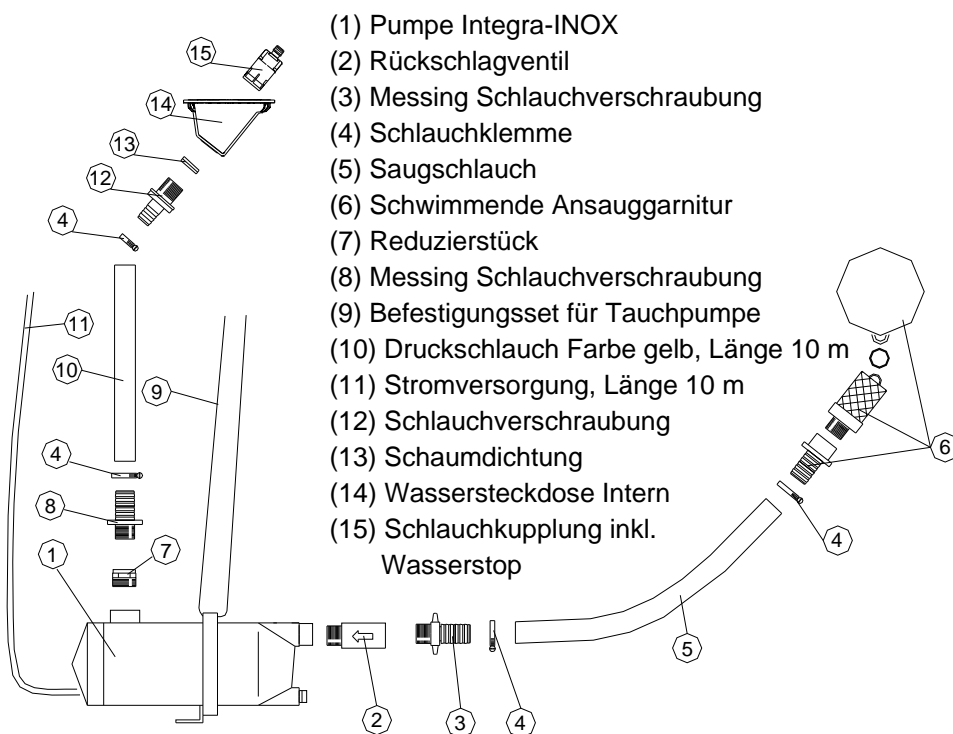 (1) Pumpe Integra-INOX
(2) Rückschlagventil
(3) Messing Schlauchverschraubung
(4) Schlauchklemme
(5) Saugschlauch
(6) Schwimmende Ansauggarnitur
(7) Reduzierstück
(8) Messing Schlauchverschraubung
(9) Befestigungsset für Tauchpumpe
(10) Druckschlauch Farbe gelb, Länge 10 m
(11) Stromversorgung, Länge 10 m
(12) Schlauchverschraubung
(13) Schaumdichtung
(14) Wassersteckdose Intern
(15) Schlauchkupplung inkl.
Wasserstop
15
14
13
12
4
11
10
9
4
8
7
1
2
3
4
5
4
6